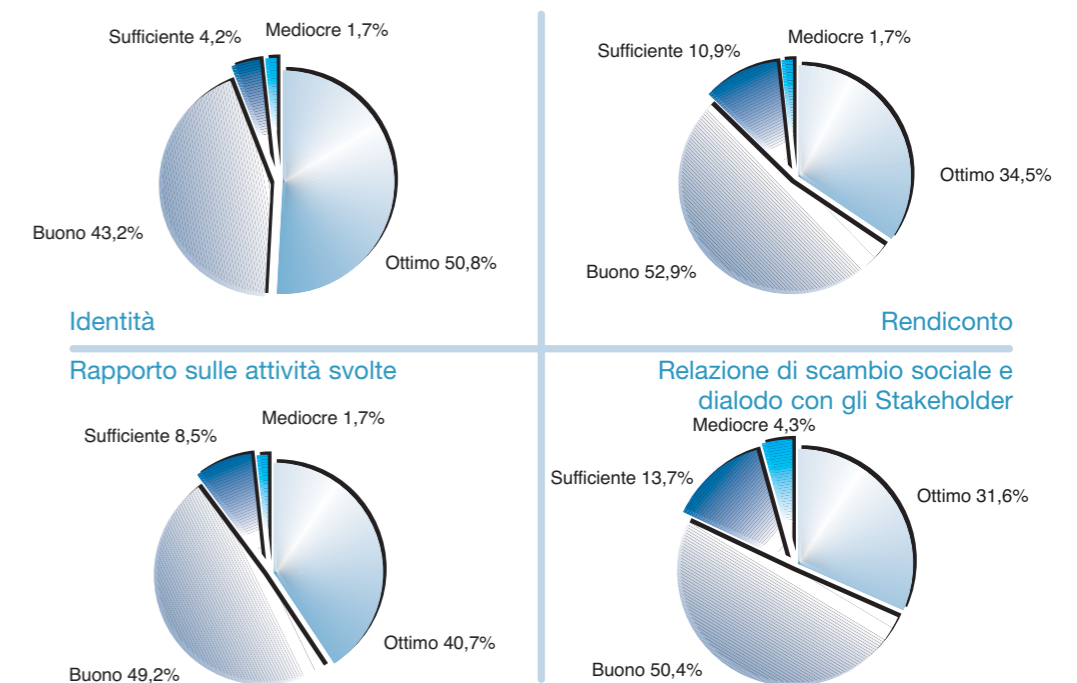 Sufficiente 4,2%
Mediocre 1,7%
Buono 43,2%
Ottimo 50,8%
Identità
Sufficiente 10,9%
Mediocre 1,7%
Ottimo 34,5%
Buono 52,9%
Rendiconto
Rapporto sulle attività svolte
Mediocre 1,7%
Sufficiente 8,5%
Ottimo 40,7%
Buono 49,2%
Relazione di scambio sociale e
dialodo con gli Stakeholder
Mediocre 4,3%
Sufficiente 13,7%
Ottimo 31,6%
Buono 50,4%